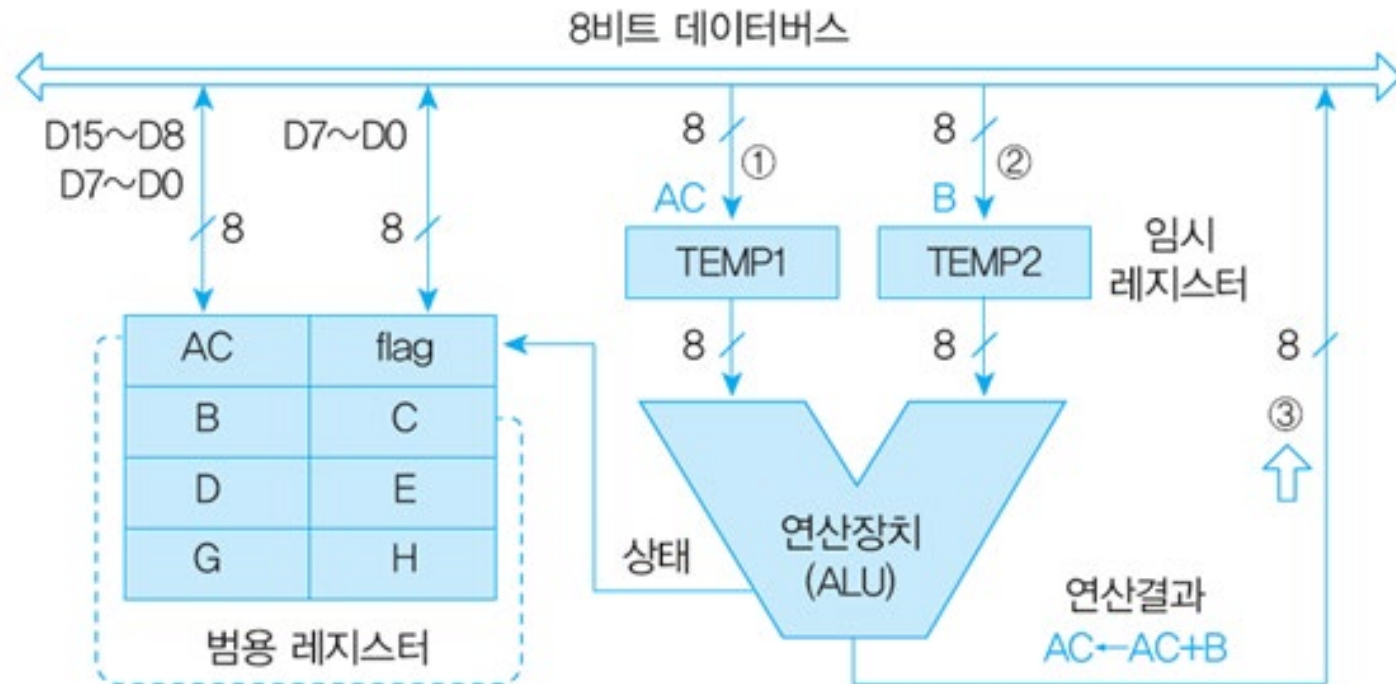 8비트 데이터버스
D15~D8
D7~D0
D7~D0
8
8
8
①
8
②
AC
B
TEMP1
TEMP2
임시
레지스터
8
8
8
③
AC
flag
B
C
D
E
G
H
범용 레지스터
상태
연산장치
(ALU)
연산결과
AC←AC+B